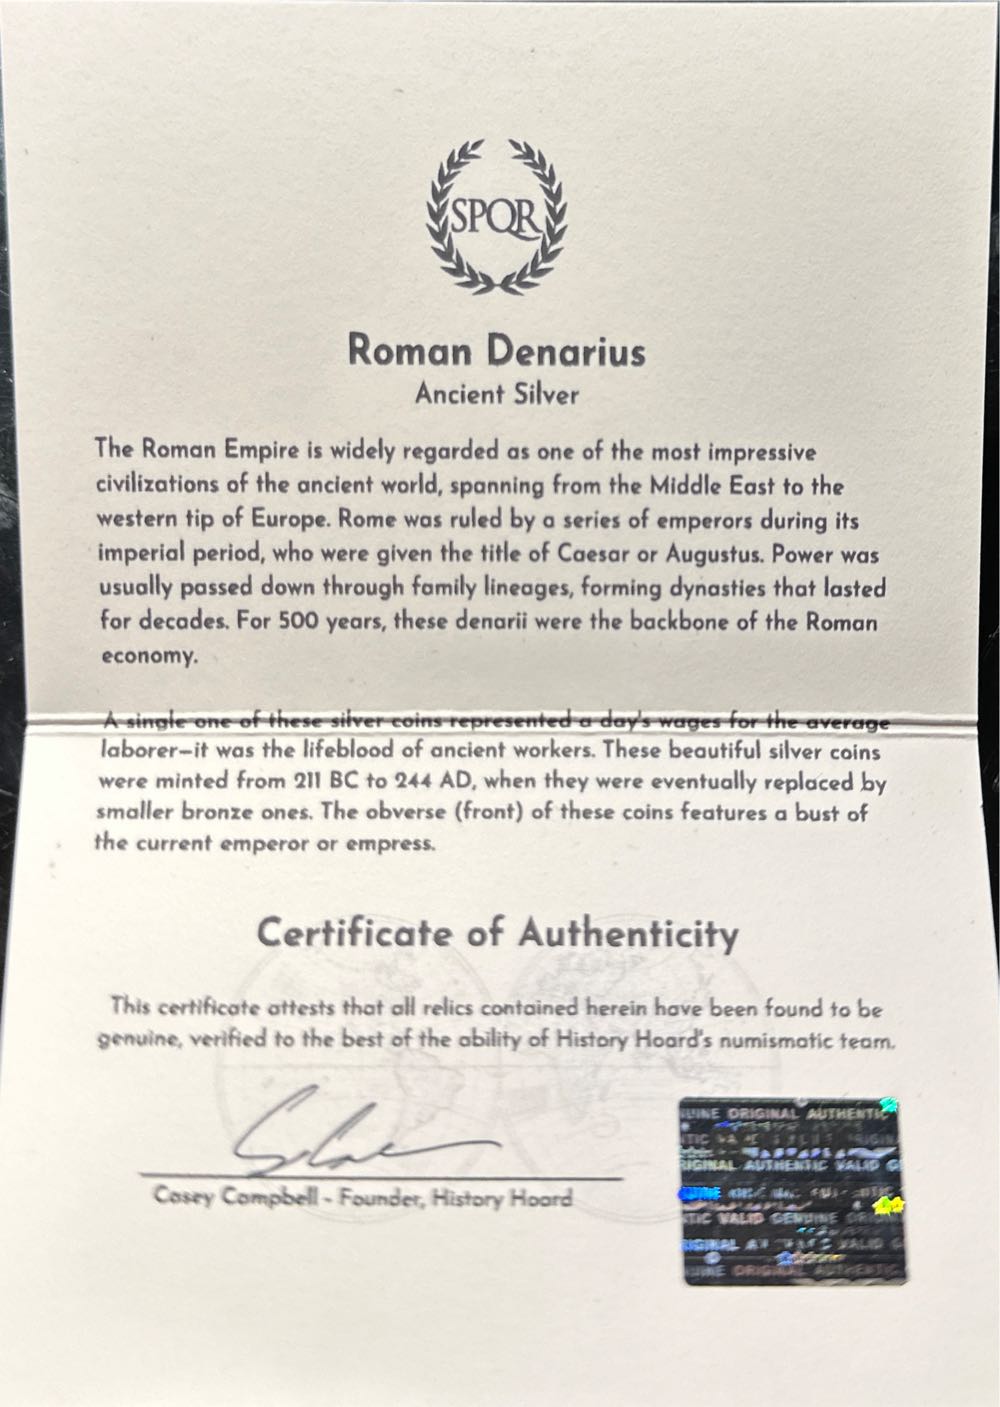 SPQR
Roman Denarius
Ancient Silver
The Roman Empire is widely regarded as one of the most impressive
civilizations of the ancient world, spanning from the Middle East to the
western tip of Europe. Rome was ruled by a series of emperors during its
imperial period, who were given the title of Caesar or Augustus. Power was
usually passed down through family lineages, forming dynasties that lasted
for decades. For 500 years, these denarii were the backbone of the Roman
economy.
A single one of these silver coins represented a day's wages for the average
laborer—it was the lifeblood of ancient workers. These beautiful silver coins
were minted from 211 BC to 244 AD, when they were eventually replaced by
smaller bronze ones. The obverse (front) of these coins features a bust of
the current emperor or empress.
Certificate of Authenticity
This certificate attests that all relics contained herein have been found to be
genuine, verified to the best of the ability of History Hoard's numismatic team.
Casey Campbell - Founder, History Hoard
ORIGINAL AUTHENTIC
AUTHENTIC VALID
VALID GENUINE
VALID
ORIGINAL AUTHENTIC